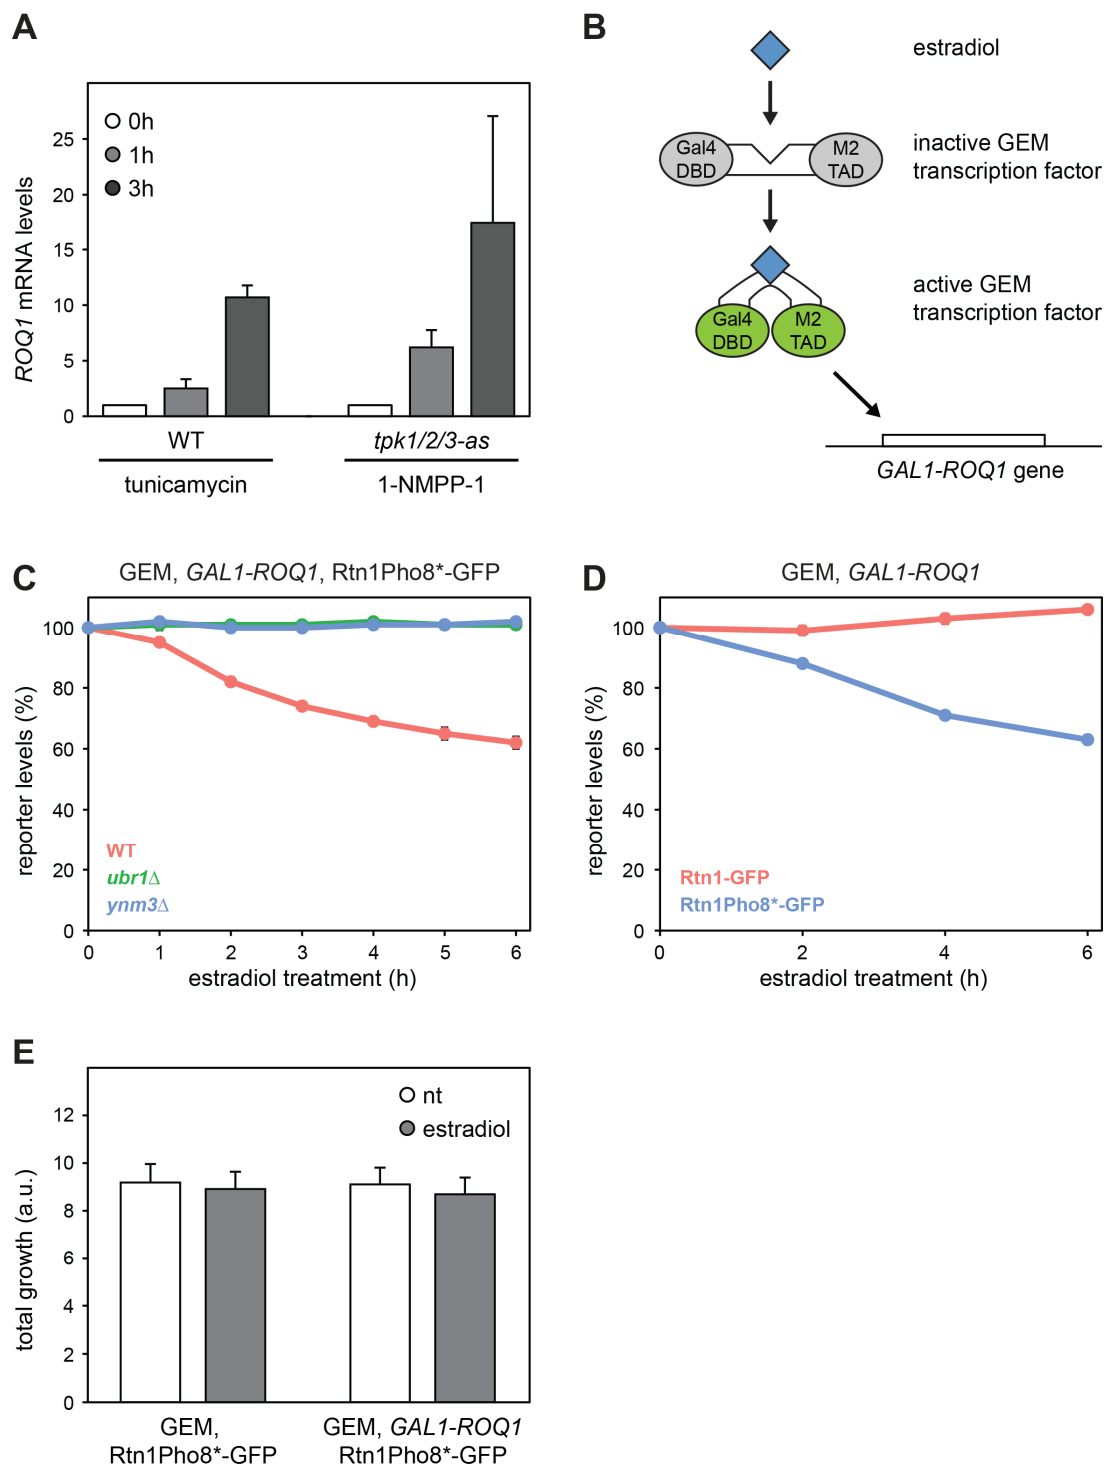 A
ROQ1 mRNA levels
25
20
15
10
5
0
0h
1h
3h
WT
tpk1/2/3-as
tunicamycin
1-NMPP-1
B
estradiol
Gal4
DBD
M2
TAD
inactive GEM
transcription factor
Gal4
DBD
M2
TAD
active GEM
transcription factor
GAL1-ROQ1 gene
C
GEM, GAL1-ROQ1, Rtn1Pho8*-GFP
reporter levels (%)
100
80
60
40
20
0
WT
ubr1Δ
ynm3Δ
0 1 2 3 4 5 6
estradiol treatment (h)
D
GEM, GAL1-ROQ1
reporter levels (%)
100
80
60
40
20
0
Rtn1-GFP
Rtn1Pho8*-GFP
0 2 4 6
estradiol treatment (h)
E
total growth (a.u.)
12
10
8
6
4
2
0
nt
estradiol
GEM,
Rtn1Pho8*-GFP
GEM, GAL1-ROQ1
Rtn1Pho8*-GFP